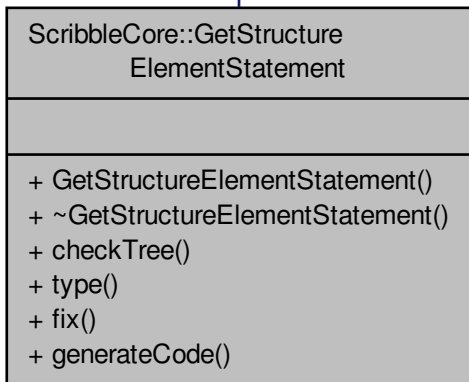 ScribbleCore::GetStructure
ElementStatement
+ GetStructureElementStatement()
+ ~GetStructureElementStatement()
+ checkTree()
+ type()
+ fix()
+ generateCode()